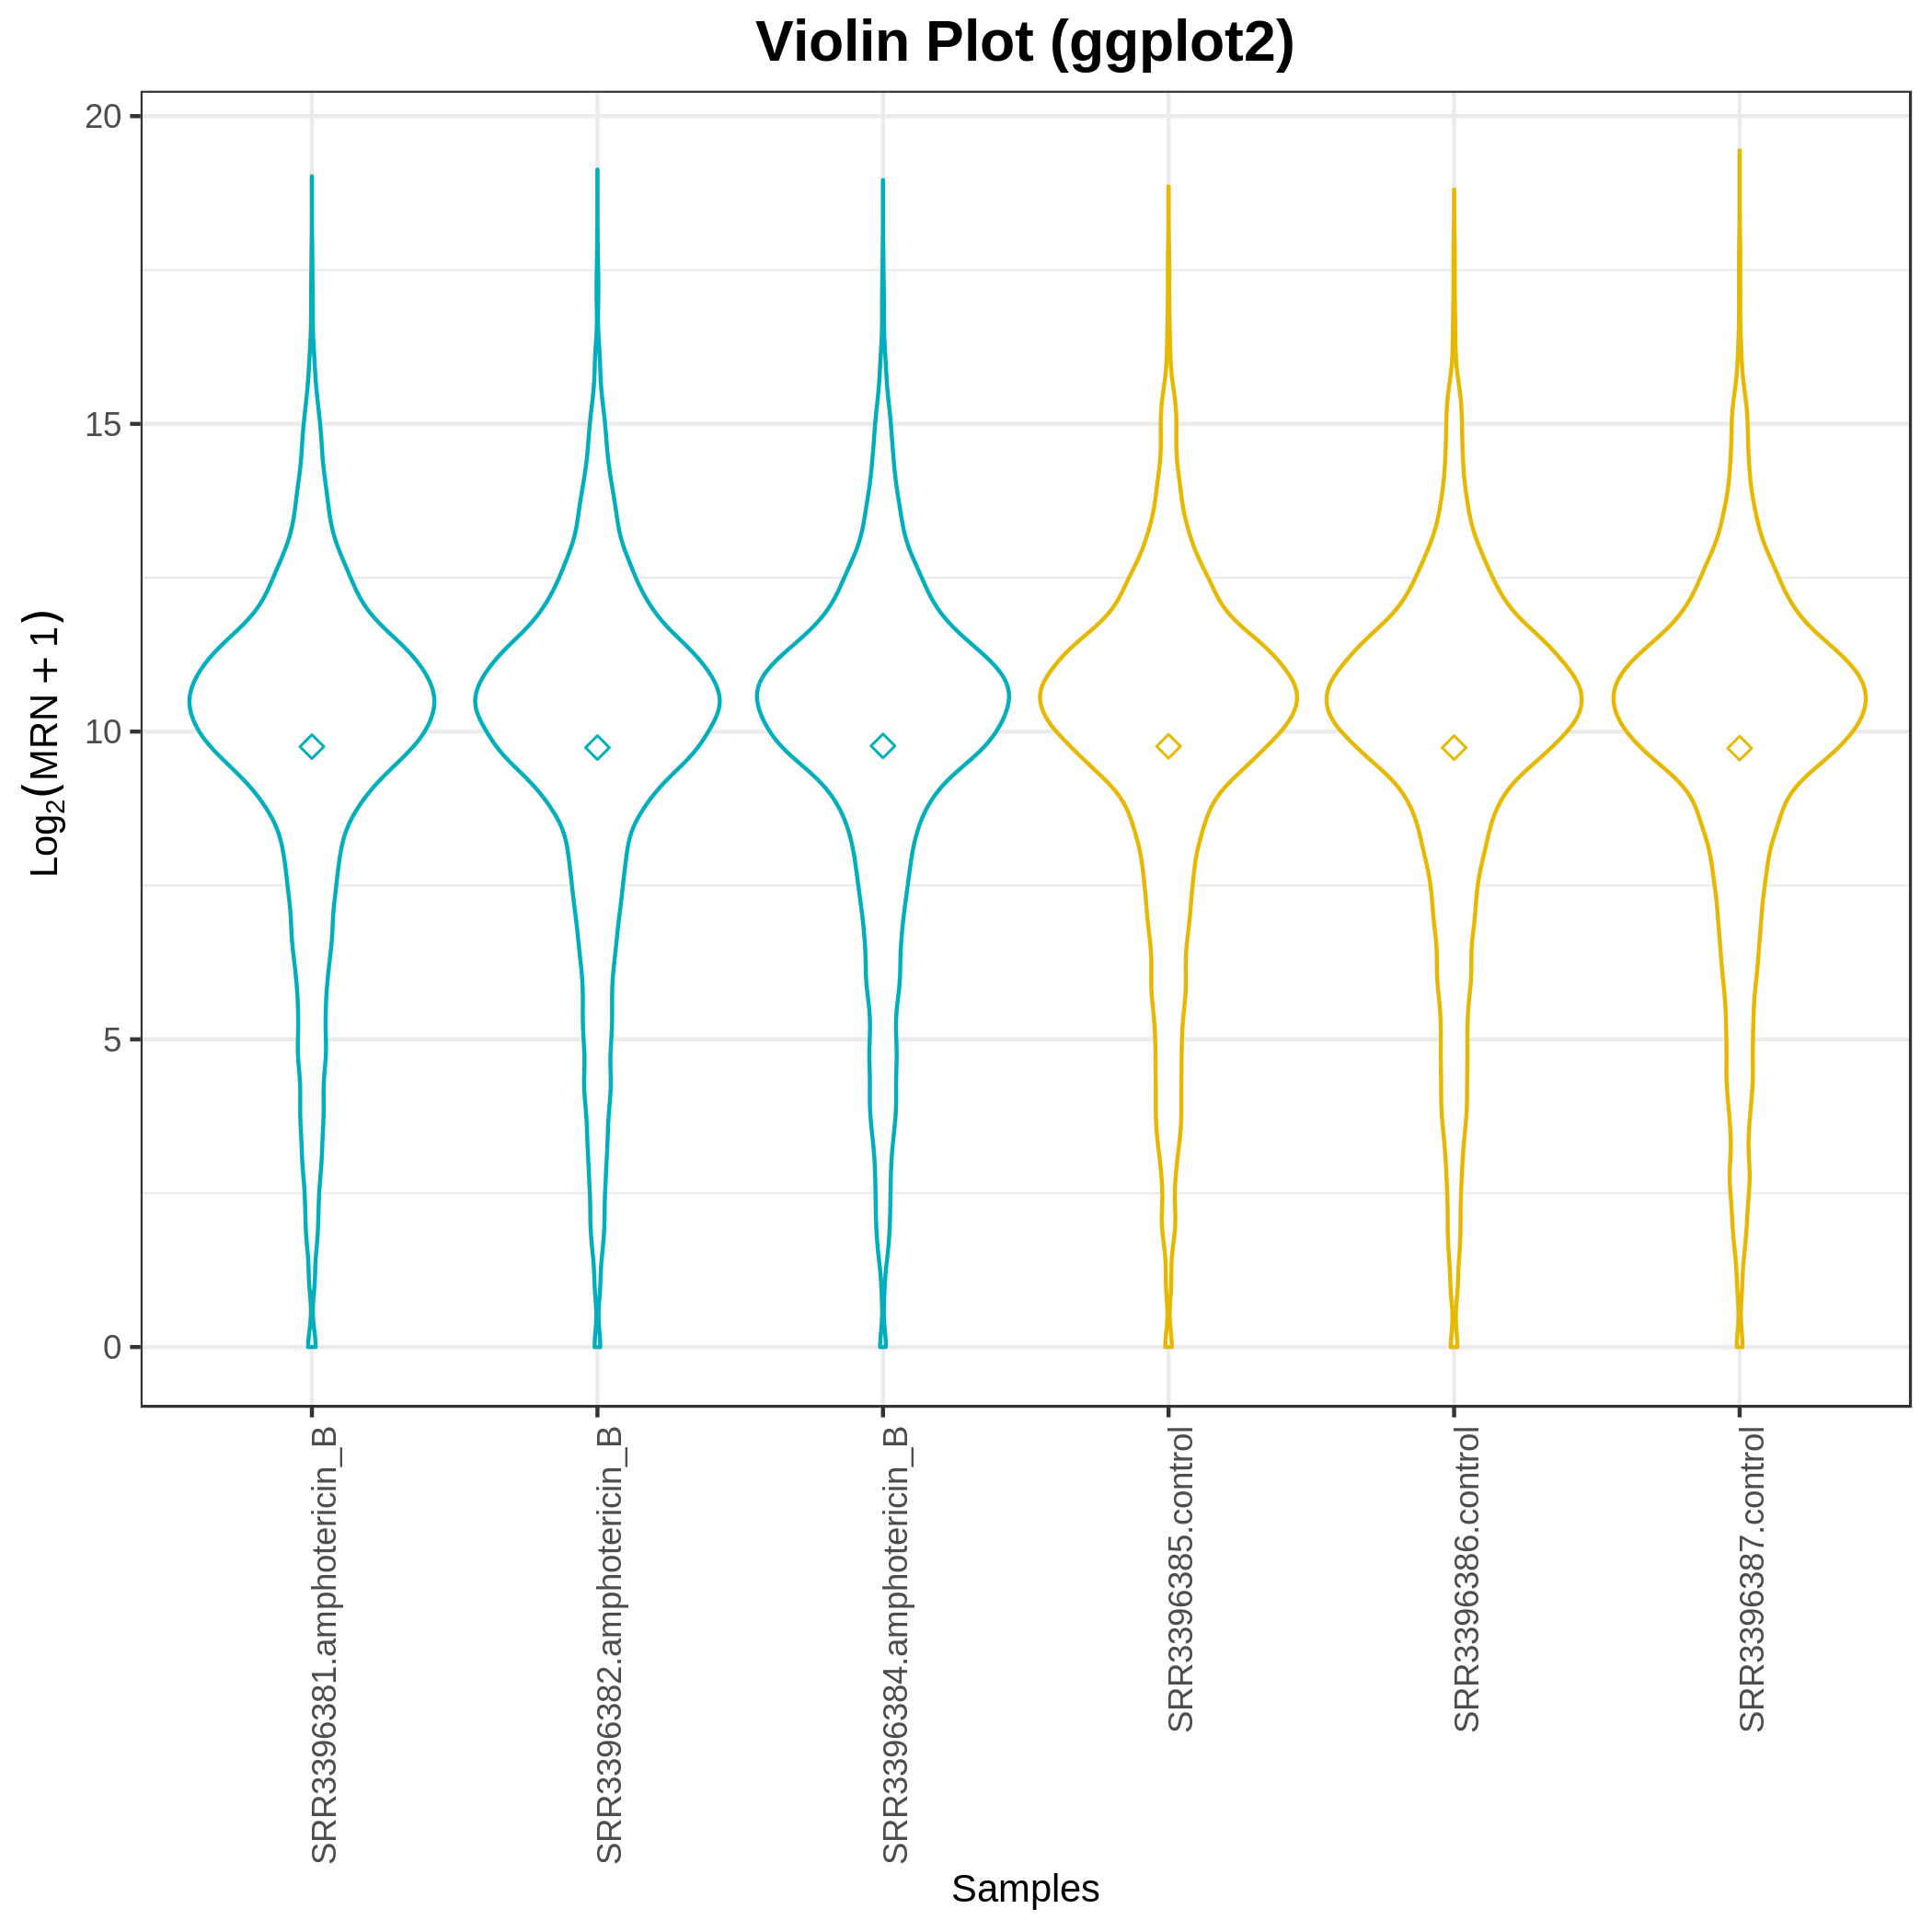 Violin Plot (ggplot2)
Log₂(MRN + 1)
20
15
10
5
0
SRR3396381.amphotericin_B
SRR3396382.amphotericin_B
SRR3396384.amphotericin_B
SRR3396385.control
SRR3396386.control
SRR3396387.control
Samples